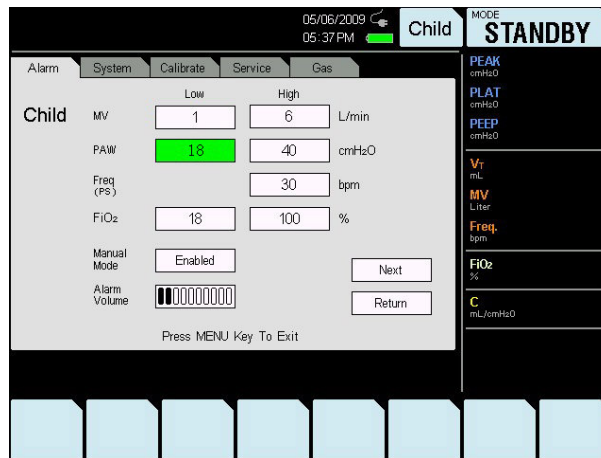 05/06/2009
05:37 PM
Child
MODE
STANDBY
Alarm System Calibrate Service Gas
Low High
Child
MV 1 6 L/min
PAW 18 40 cmH2O
Freq (PS) 30 bpm
FiO2 18 100 %
Manual Mode Enabled
Next
Alarm Volume
Return
Press MENU Key To Exit
PEAK
cmH2O
PLAT
cmH2O
PEEP
cmH2O
VT
mL
MV
Liter
Freq.
bpm
FiO2
%
C
mL/cmH2O